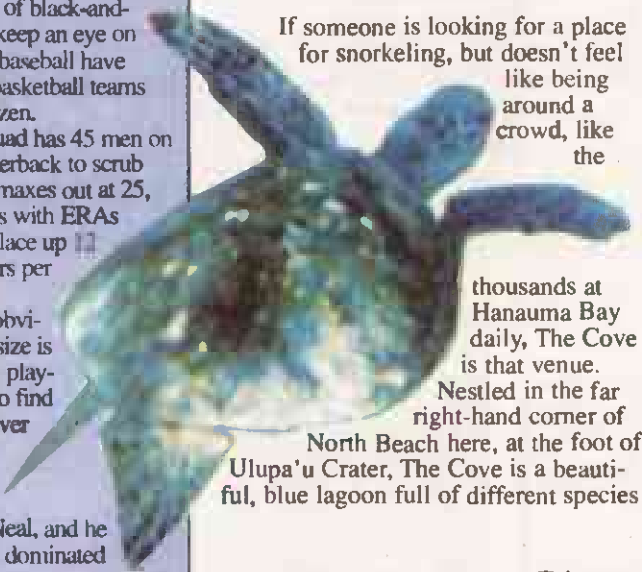 of black-and-
keep an eye on
baseball have
basketball teams
zen.
uad has 45 men on
erback to scrub
maxes out at 25,
s with ERAs
lace up 12
rs per
obvi-
size is
play-
o find
ver
Neal, and he
dominated
If someone is looking for a place
for snorkeling, but doesn't feel
like being
around a
crowd, like
the
thousands at
Hanauma Bay
daily, The Cove
is that venue.
Nestled in the far
right-hand corner of
North Beach here, at the foot of
Ulupa'u Crater, The Cove is a beauti-
ful, blue lagoon full of different species